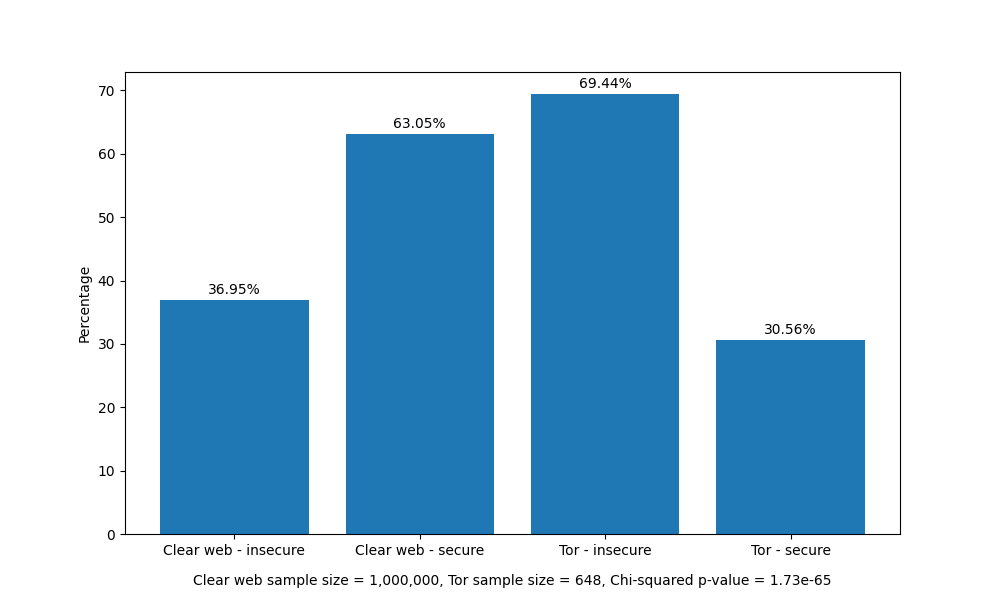 69.44%
63.05%
36.95%
30.56%
70
60
50
40
30
20
10
0
Percentage
Clear web - insecure
Clear web - secure
Tor - insecure
Tor - secure
Clear web sample size = 1,000,000, Tor sample size = 648, Chi-squared p-value = 1.73e-65